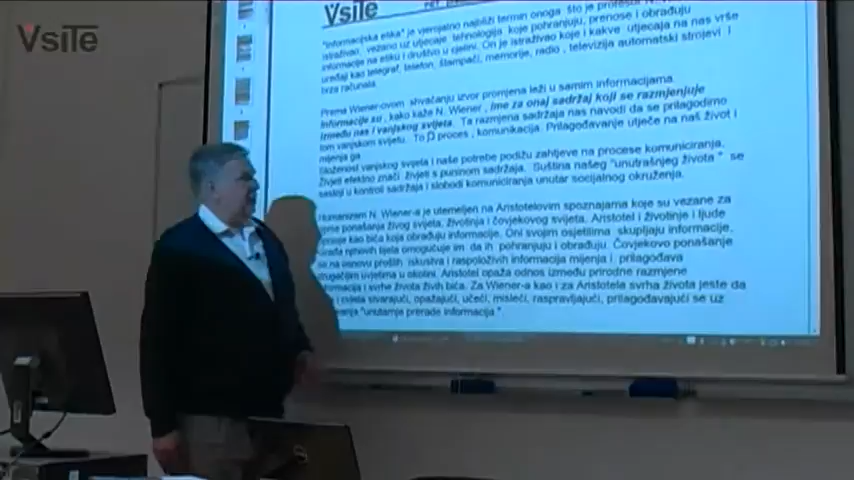 VsiTe
VsiTe
"Informacijska etika" je vjerojatno najbliži termin onoga što je profesor N.
istraživao, vezano uz utjecaje tehnologija koje pohranjuju, prenose i obrađuju
informacije na etiku i društvo u cjelini. On je istraživao koje i kakve utjecaja na nas vrše
uređaji kao telegraf, telefon, štampači, memorije, radio, televizija automatski strojevi i
brza računala.
Prema Wiener-ovom shvaćanju izvor promjena leži u samim informacijama
Informacije su, kako kaže N. Wiener, ime za onaj sadržaj koji se razmjenjuje
između nas i vanjskog svijeta. Ta razmjena sadržaja nas navodi da se prilagodimo
tom vanjskom svijetu. To proces, komunikacija. Prilagođavanje utječe na naš život i
mijenja ga
složenost vanjskog svijeta i naše potrebe podižu zahtjeve na procese komuniciranja,
Živjeti efektno znači živjeti s puninom sadržaja. Suština našeg "unutrašnjeg života" se
sastoji u kontroli sadržaja i slobodi komuniciranja unutar socijalnog okruženja.
Humanizam N. Wiener-a je utemeljen na Aristotelovim spoznajama koje su vezane za
ponašanja živog svijeta, životinja i čovjekovog svijeta. Aristotel i životinje i ljude
kao bića koja obrađuju informacije. Oni svojim osjetilima skupljaju informacije,
građa njihovih tijela omogućuje im da ih pohranjuju i obrađuju. Čovjekovo ponašanje
se na osnovu prošlih iskustva i raspoloživih informacija mijenja i prilagođava
uvjetima u okolini. Aristotel opaža odnos između prirodne razmjene
i svrhe života živih bića. Za Wiener-a kao i za Aristotela svrha života jeste da
stvarajući, opažajući, učeći, misleći, raspravljajući, prilagođavajući se uz
"unutarnje prerade informacija"